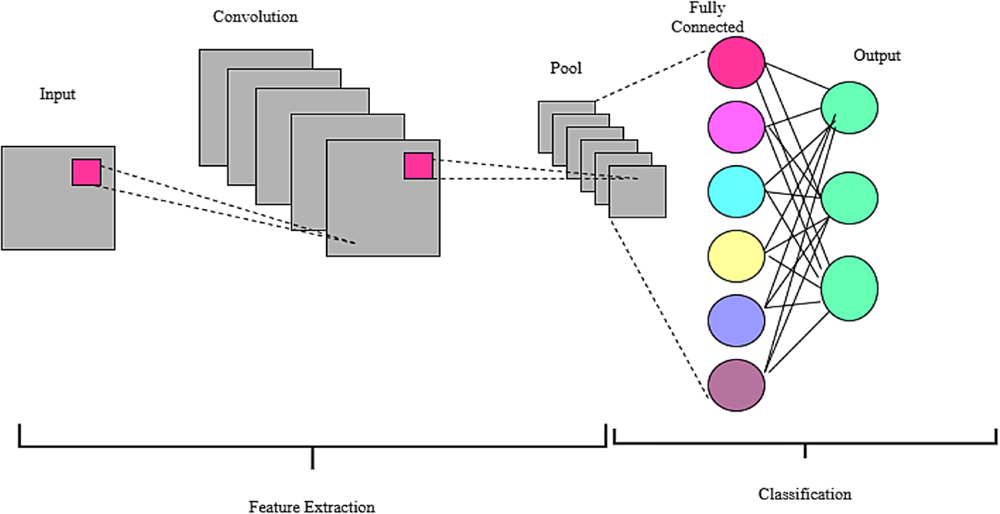 Input
Convolution
Pool
Fully
Connected
Output
Feature Extraction
Classification